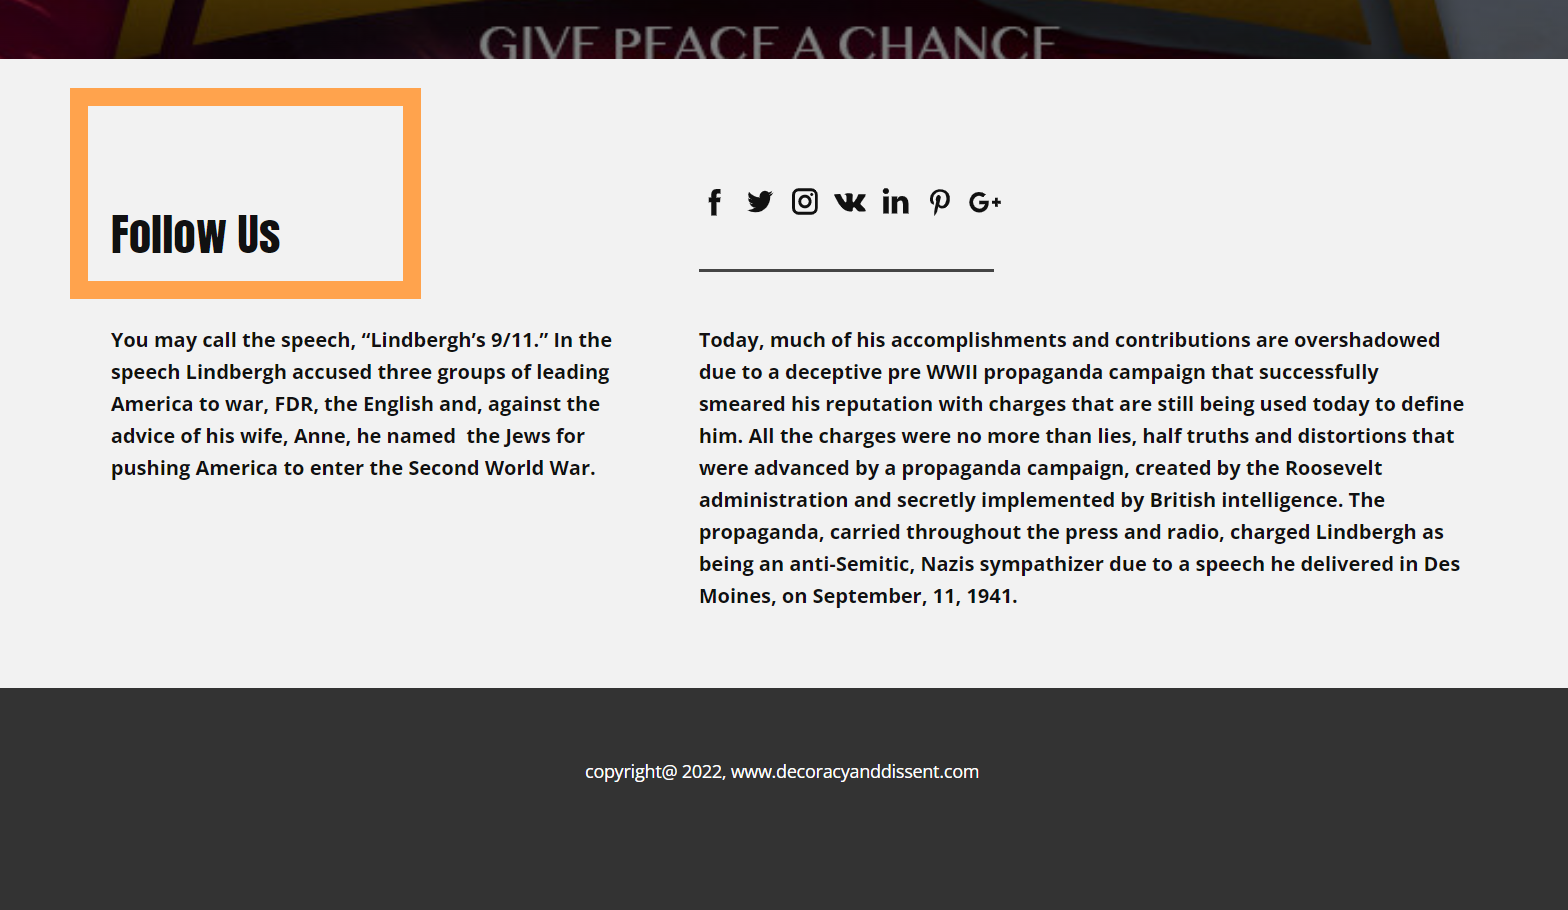 GIVE PEACE A CHANCE
Follow Us
You may call the speech, “Lindbergh’s 9/11.” In the
speech Lindbergh accused three groups of leading
America to war, FDR, the English and, against the
advice of his wife, Anne, he named  the Jews for
pushing America to enter the Second World War.
Today, much of his accomplishments and contributions are overshadowed
due to a deceptive pre WWII propaganda campaign that successfully
smeared his reputation with charges that are still being used today to define
him. All the charges were no more than lies, half truths and distortions that
were advanced by a propaganda campaign, created by the Roosevelt
administration and secretly implemented by British intelligence. The
propaganda, carried throughout the press and radio, charged Lindbergh as
being an anti-Semitic, Nazis sympathizer due to a speech he delivered in Des
Moines, on September, 11, 1941.
copyright@ 2022, www.decoracyanddissent.com